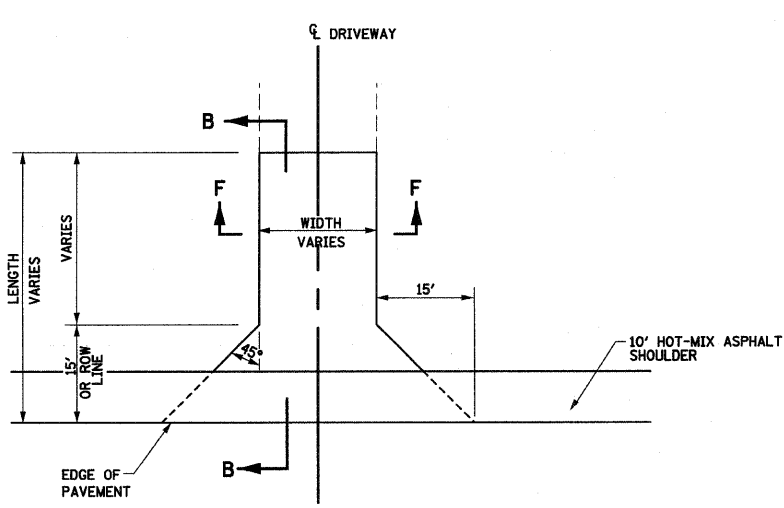 ℄ DRIVEWAY
B
F
F
WIDTH
VARIES
LENGTH
VARIES
VARIES
15'
45°
15'
OR ROW
LINE
10' HOT-MIX ASPHALT
SHOULDER
B
EDGE OF
PAVEMENT